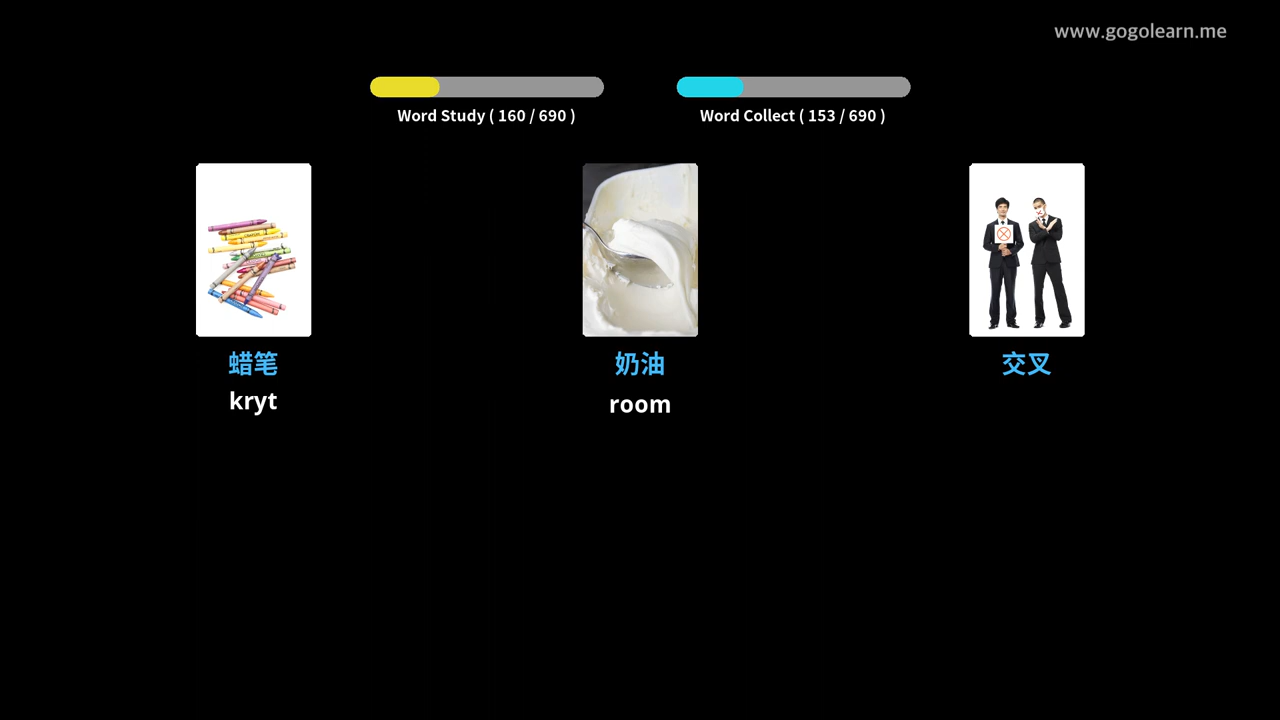 www.gogolearn.me
Word Study ( 160 / 690 )
Word Collect ( 153 / 690 )
蜡笔
kryt
奶油
room
交叉